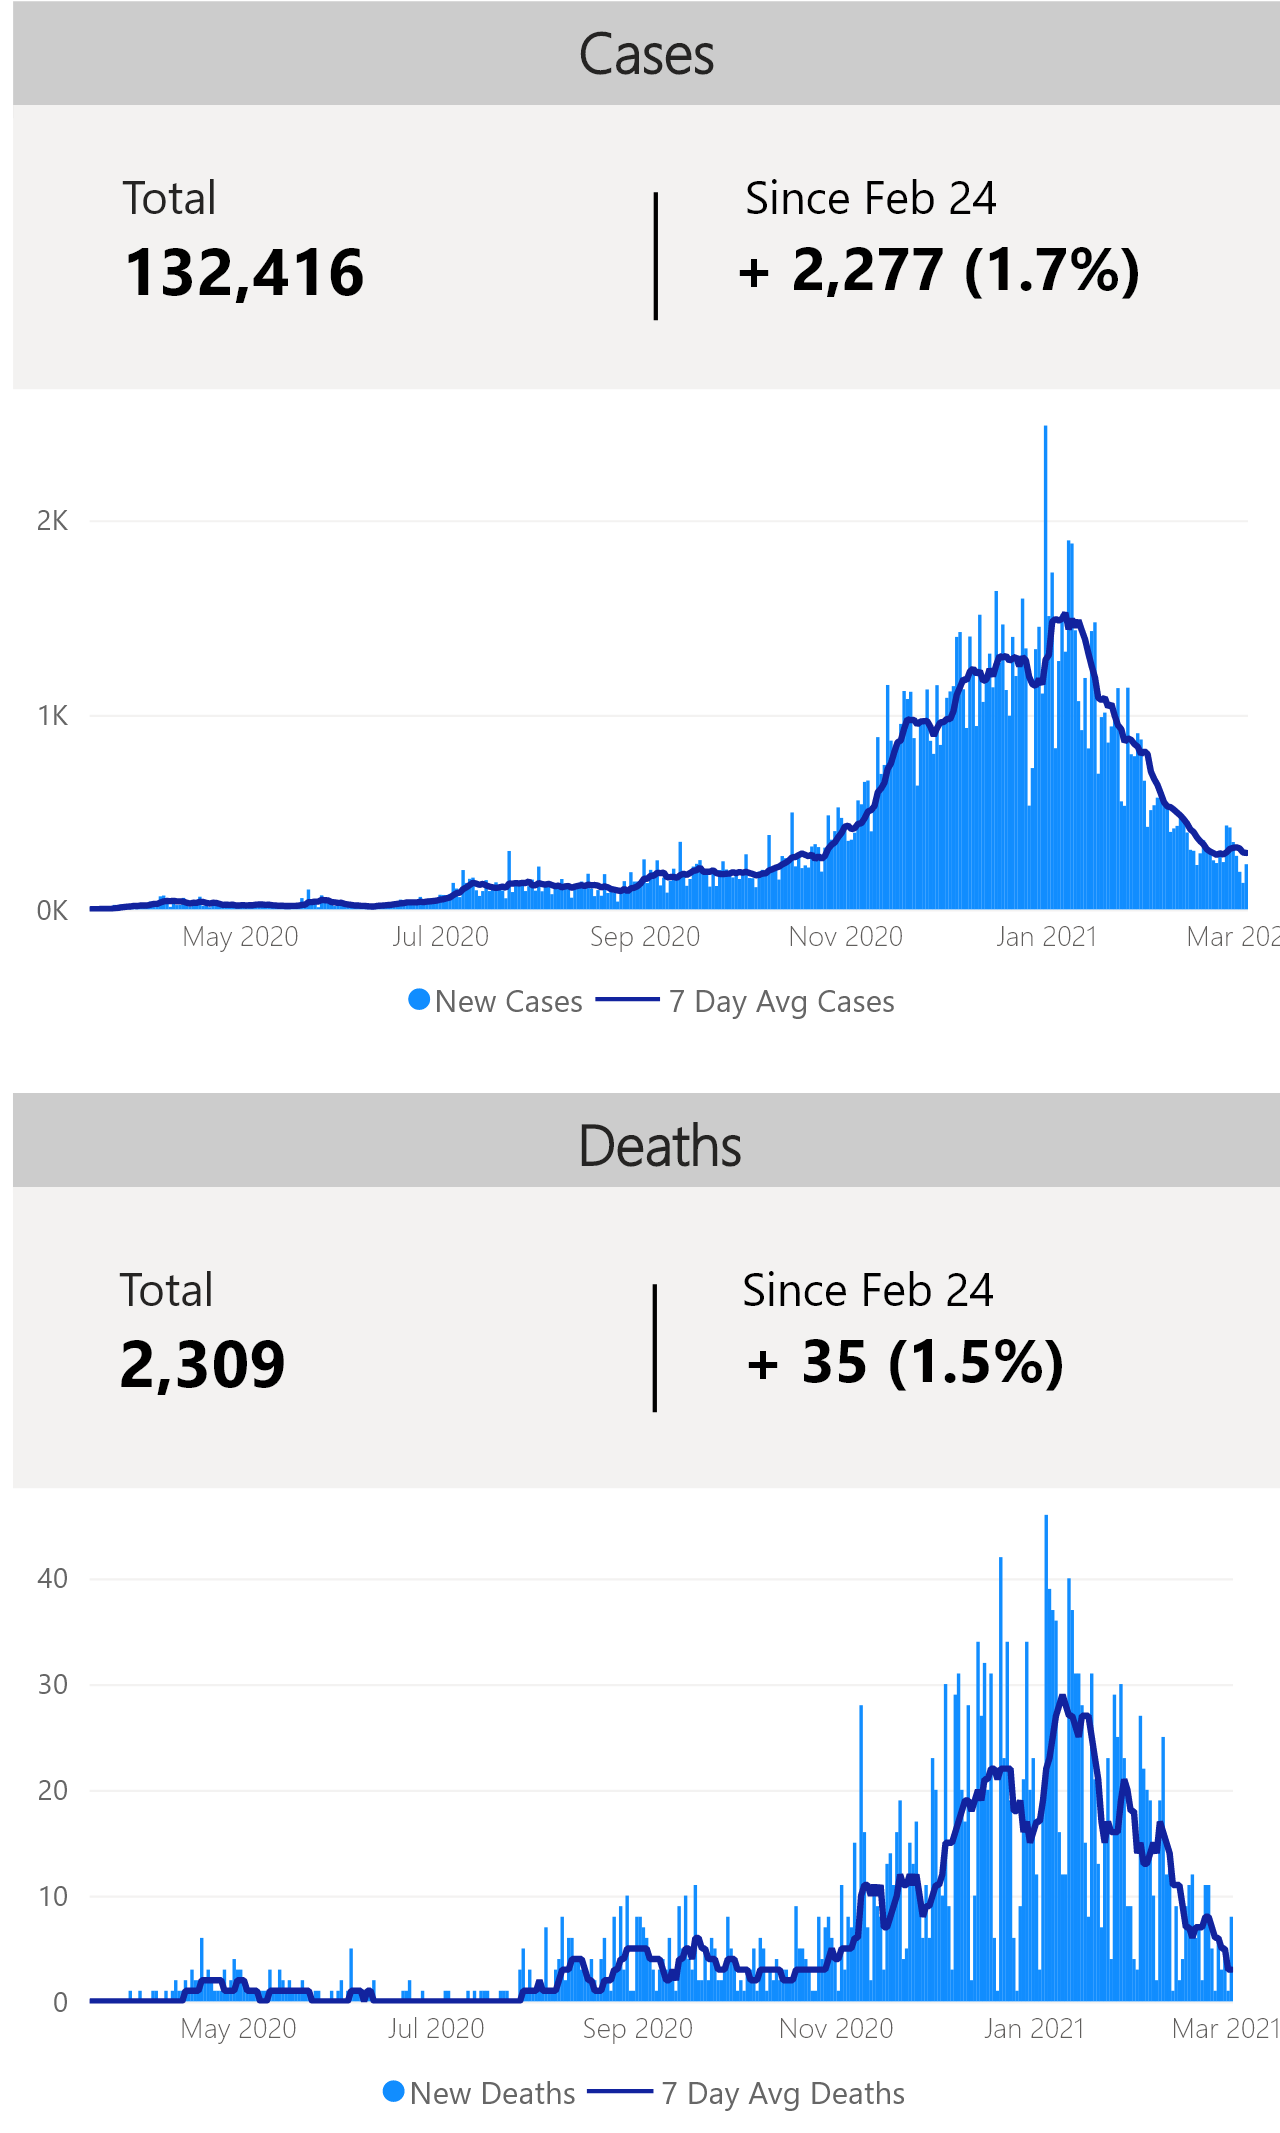 Cases
Total
Since Feb 24
132,416
+ 2,277 (1.7%)
2K
1K
0K
May 2020
Jul 2020
Sep 2020
Nov 2020
Jan 2021
Mar 202
New Cases
7 Day Avg Cases
Deaths
Total
Since Feb 24
2,309
+ 35 (1.5%)
40
30
20
10
0
May 2020
Jul 2020
Sep 2020
Nov 2020
Jan 2021
Mar 2021
New Deaths
7 Day Avg Deaths